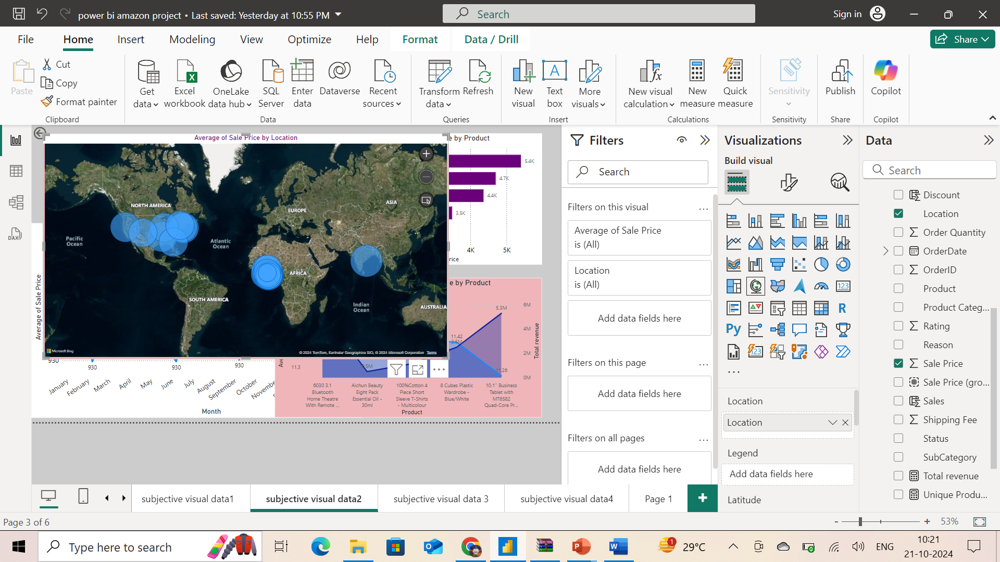 power bi amazon project • Last saved: Yesterday at 10:55 PM
Search
Sign in
File
Home
Insert
Modeling
View
Optimize
Help
Format
Data / Drill
Share
Paste
Cut
Copy
Format painter
Clipboard
Get data
Excel workbook
OneLake data hub
SQL Server
Enter data
Dataverse
Recent sources
Data
Transform data
Refresh
Queries
New visual
Text box
More visuals
Insert
New visual calculation
New measure
Quick measure
Calculations
Sensitivity
Sensitivity
Publish
Share
Copilot
Copilot
Average of Sale Price by Location
NORTH AMERICA
EUROPE
ASIA
Pacific Ocean
Atlantic Ocean
AFRICA
SOUTH AMERICA
Indian Ocean
AUSTRALIA
Microsoft Bing
© 2024 TomTom, Earthstar Geographics SIO, © 2024 Microsoft Corporation Terms
e by Product
5.4K
4.7K
4.4K
3.5K
4K
5K
rice
Average of Sale Price
930
930
930
930
January
February
March
April
May
June
July
August
September
October
Novembe
Month
e by Product
5.3M
6M
4M
2M
0M
11.42
11.26
11.3
Total revenue
6030 3.1 Bluetooth Home Theatre With Remote ...
Aichun Beauty Eight Pack Essential Oil - 30ml
100%Cotton 4 Piece Short Sleeve T-Shirts - Multicolour
8 Cubes Plastic Wardrobe - Blue/White
10.1" Business Tablet with MT6582 Quad-Core Pr...
Product
Filters
Search
Filters on this visual
...
Average of Sale Price
is (All)
Location
is (All)
Add data fields here
Filters on this page
...
Add data fields here
Filters on all pages
...
Add data fields here
Visualizations
Build visual
123
R
Py
123
...
Location
Location
Legend
Add data fields here
Latitude
Data
Search
Discount
Location
Order Quantity
OrderDate
OrderID
Product
Product Categ...
Rating
Reason
Sale Price
Sale Price (gro...
Sales
Shipping Fee
Status
SubCategory
Total revenue
Unique Produ...
DAX
subjective visual data1
subjective visual data2
subjective visual data 3
subjective visual data4
Page 1
+
Page 3 of 6
- + 53%
Type here to search
1
29°C
ENG
10:21
21-10-2024